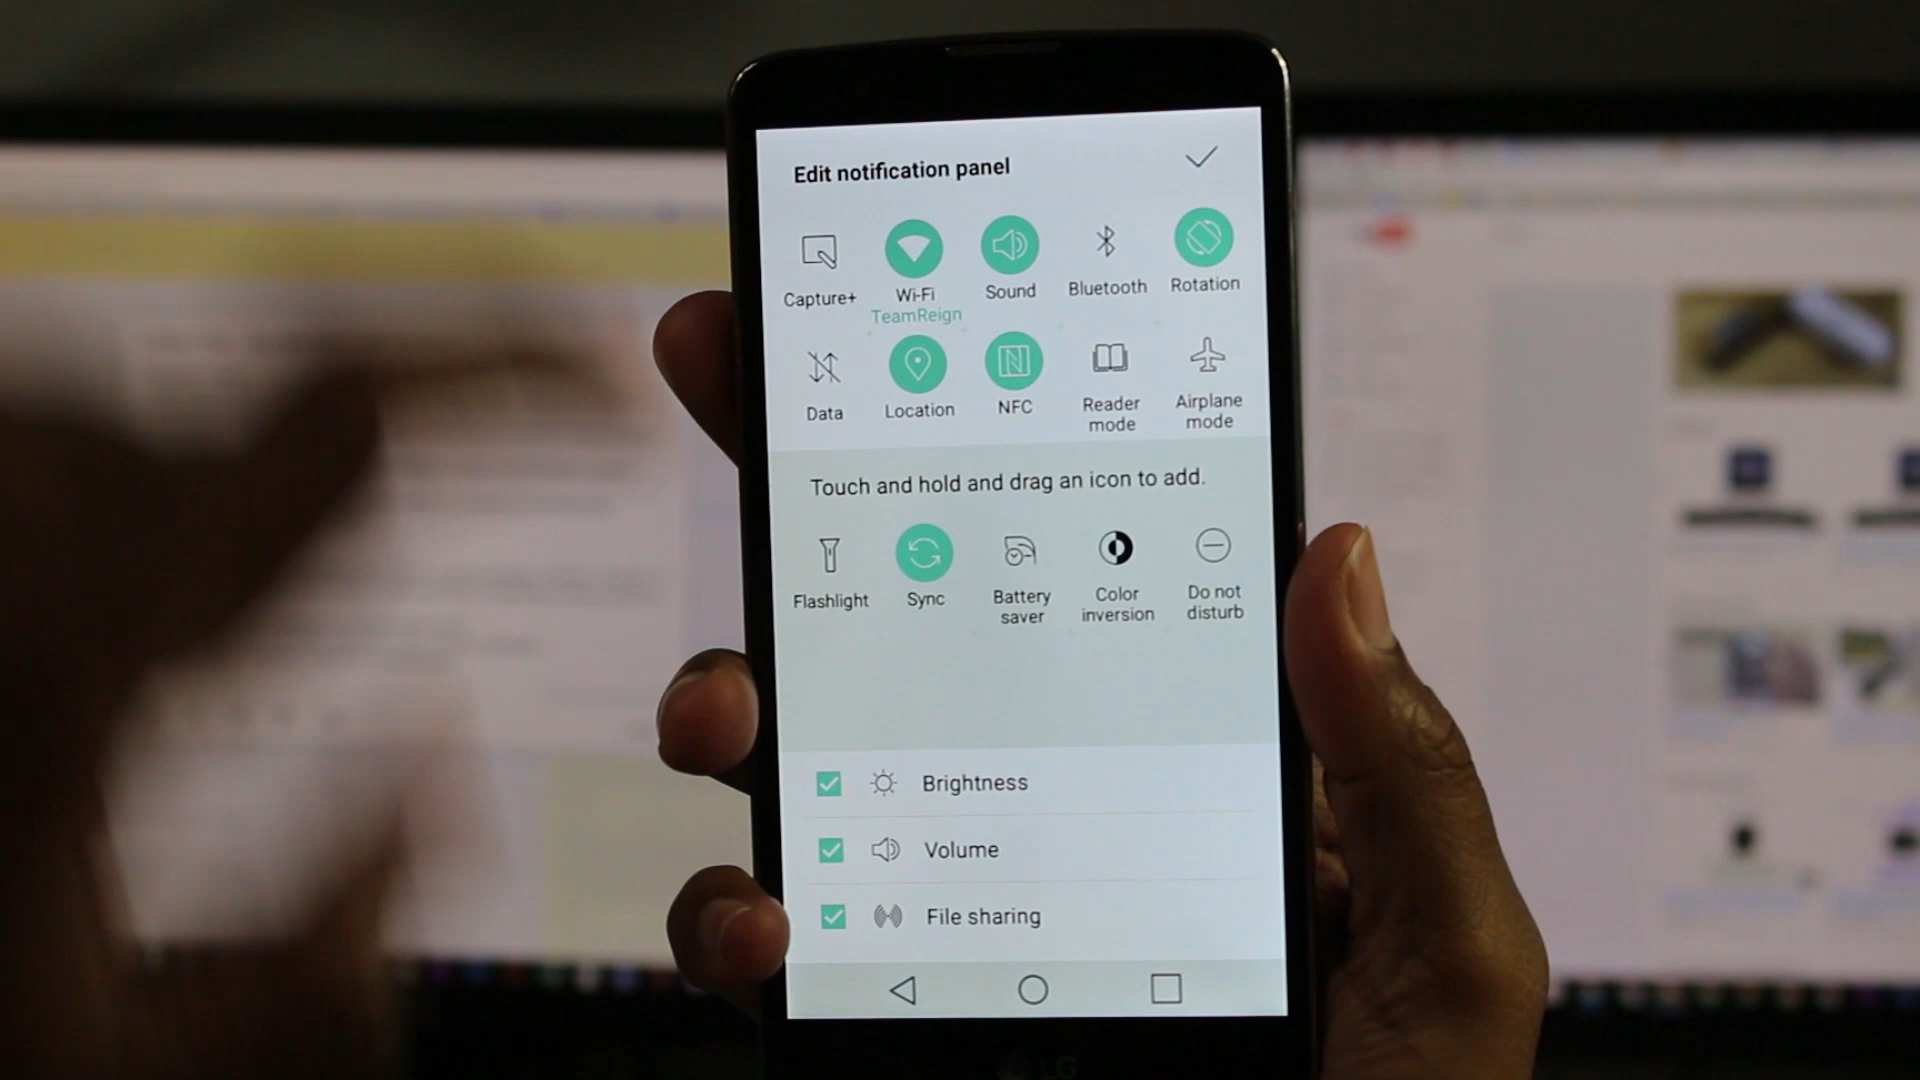 Edit notification panel
Capture+
Wi-Fi
TeamReign
Sound
Bluetooth
Rotation
Data
Location
NFC
Reader
mode
Airplane
mode
Touch and hold and drag an icon to add.
Flashlight
Sync
Battery
saver
Color
inversion
Do not
disturb
Brightness
Volume
File sharing
LG